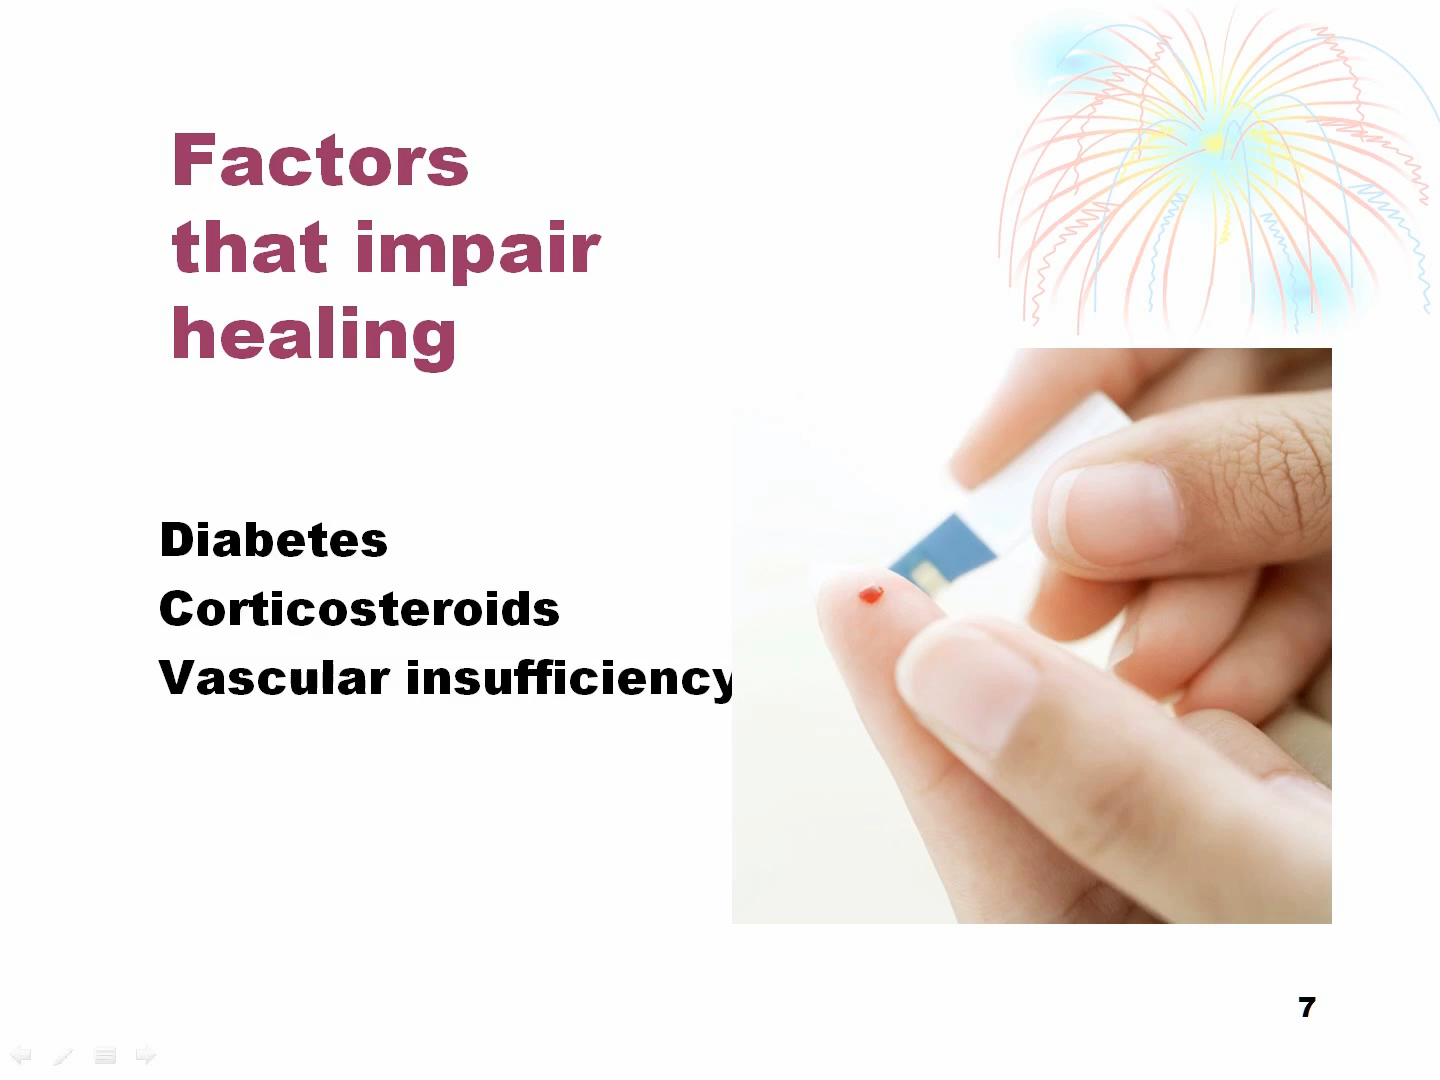 Factors
that impair
healing
Diabetes
Corticosteroids
Vascular insufficiency
7